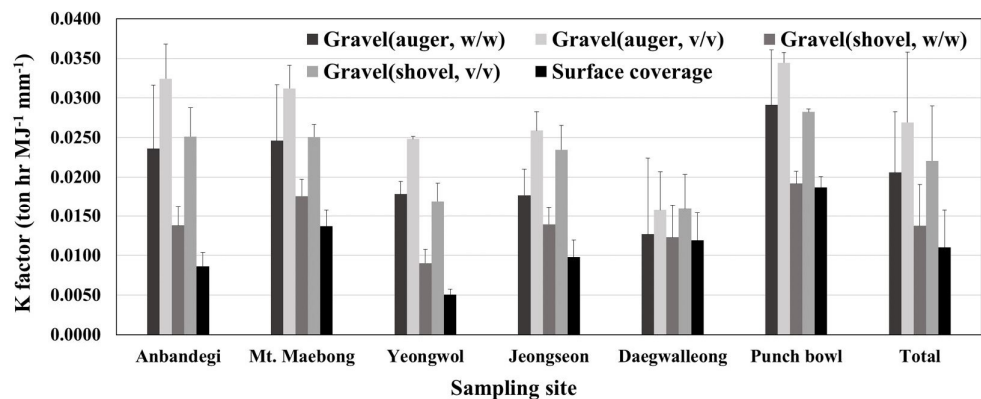 K factor (ton hr MJ-1 mm-1)
0.0400
0.0350
0.0300
0.0250
0.0200
0.0150
0.0100
0.0050
0.0000
Gravel(auger, w/w) Gravel(auger, v/v) Gravel(shovel, w/w)
Gravel(shovel, v/v) Surface coverage
Anbandegi Mt. Maebong Yeongwol Jeongseon Daegwalleong Punch bowl Total
Sampling site